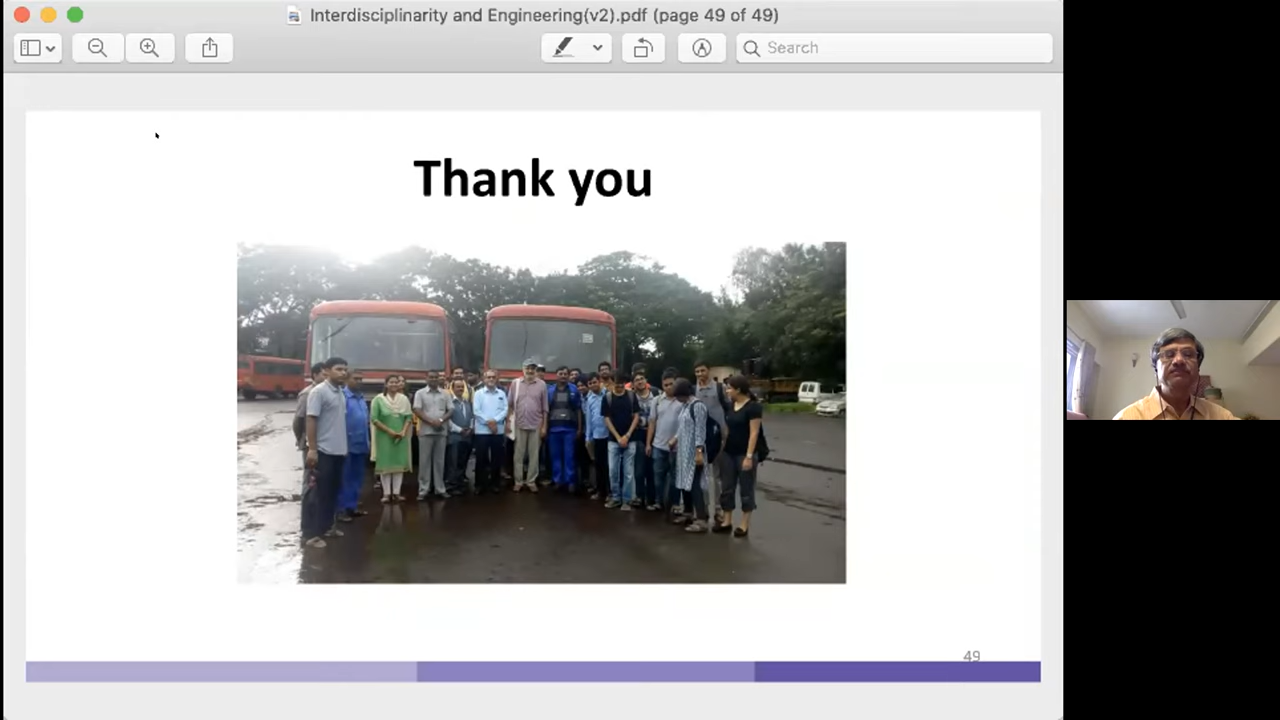 Interdisciplinarity and Engineering(v2).pdf (page 49 of 49)
Search
Thank you
49